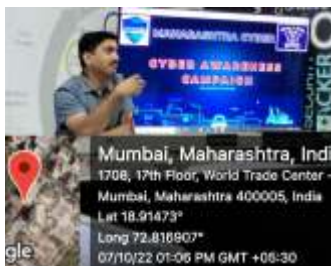 MAHARASHTRA CYBER
CYBER AWARENESS
CAMPAIGN
Mumbai, Maharashtra, Indi
1708, 17th Floor, World Trade Center -
Mumbai, Maharashtra 400005, India
Lat 18.91473°
Long 72.816807°
07/10/22 01:06 PM GMT +05:30
gle